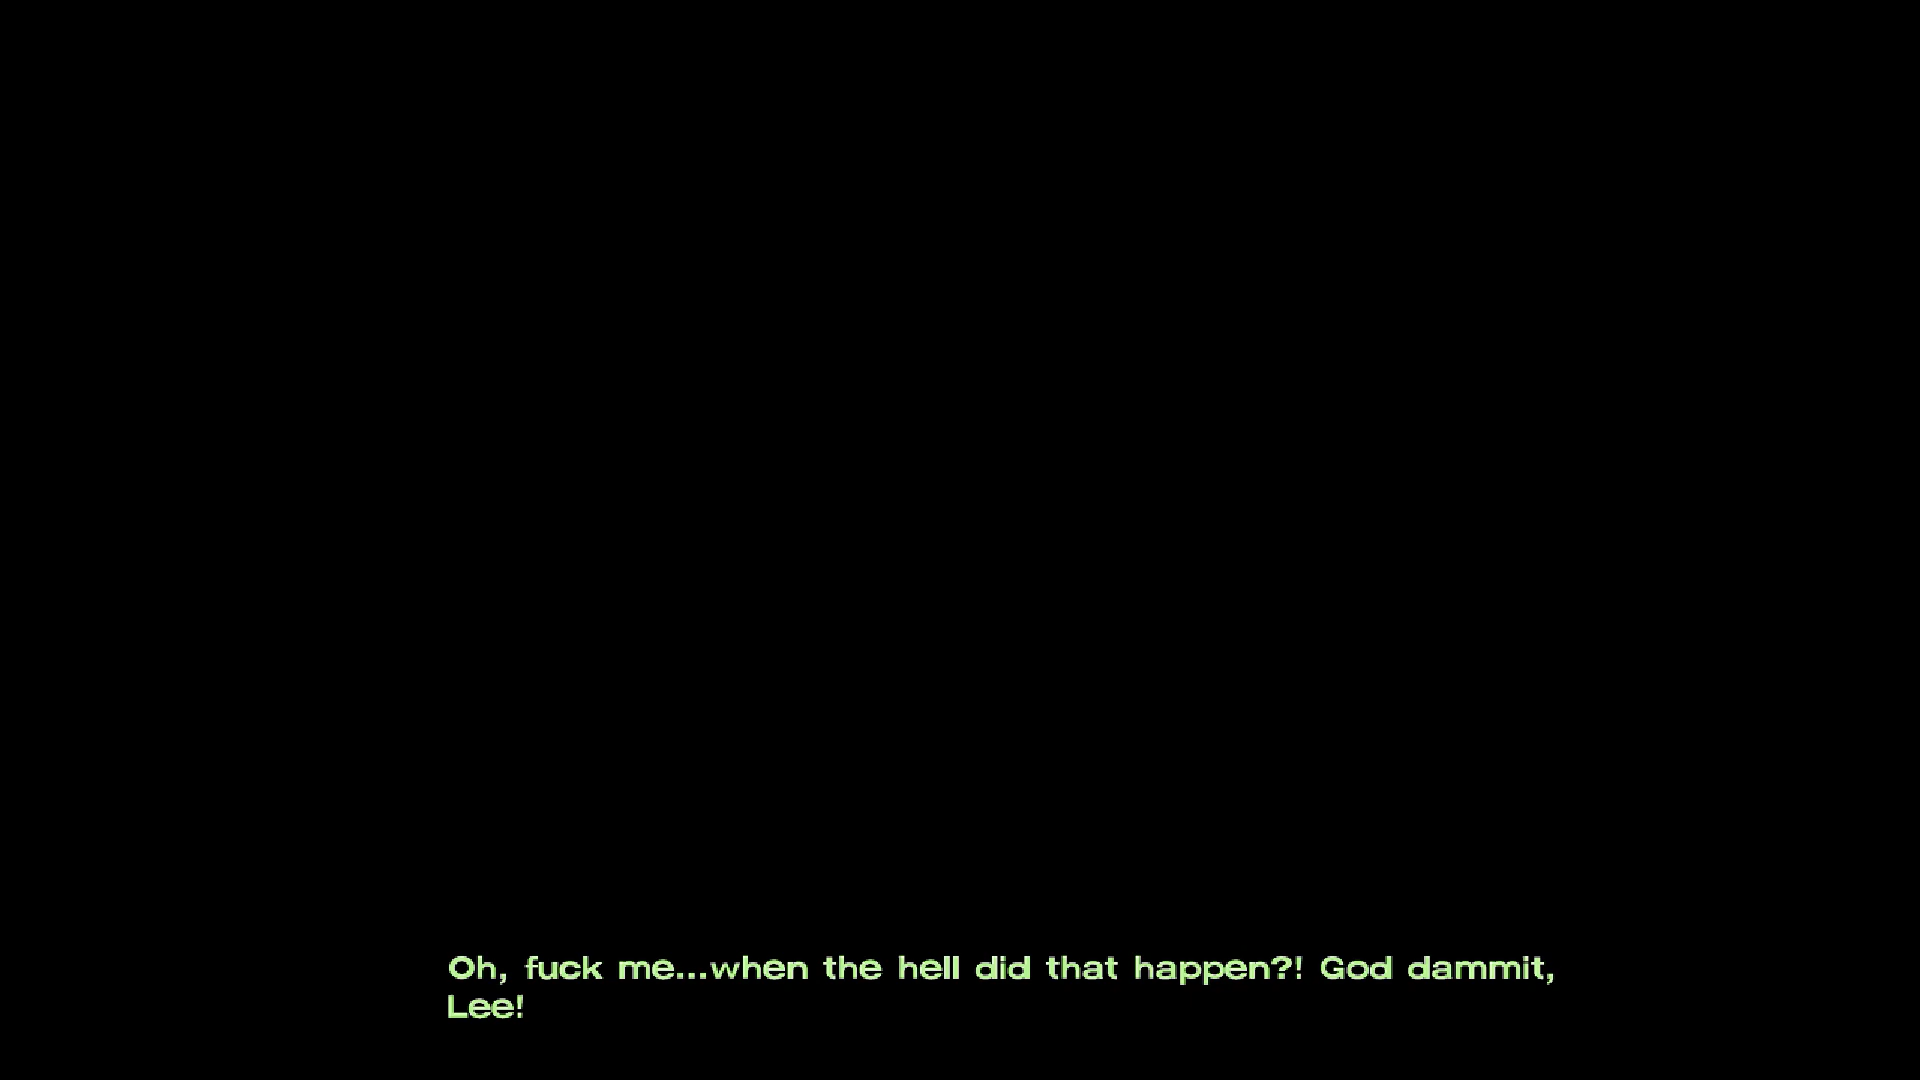 Oh, fuck me...when the hell did that happen?! God dammit,
Lee!